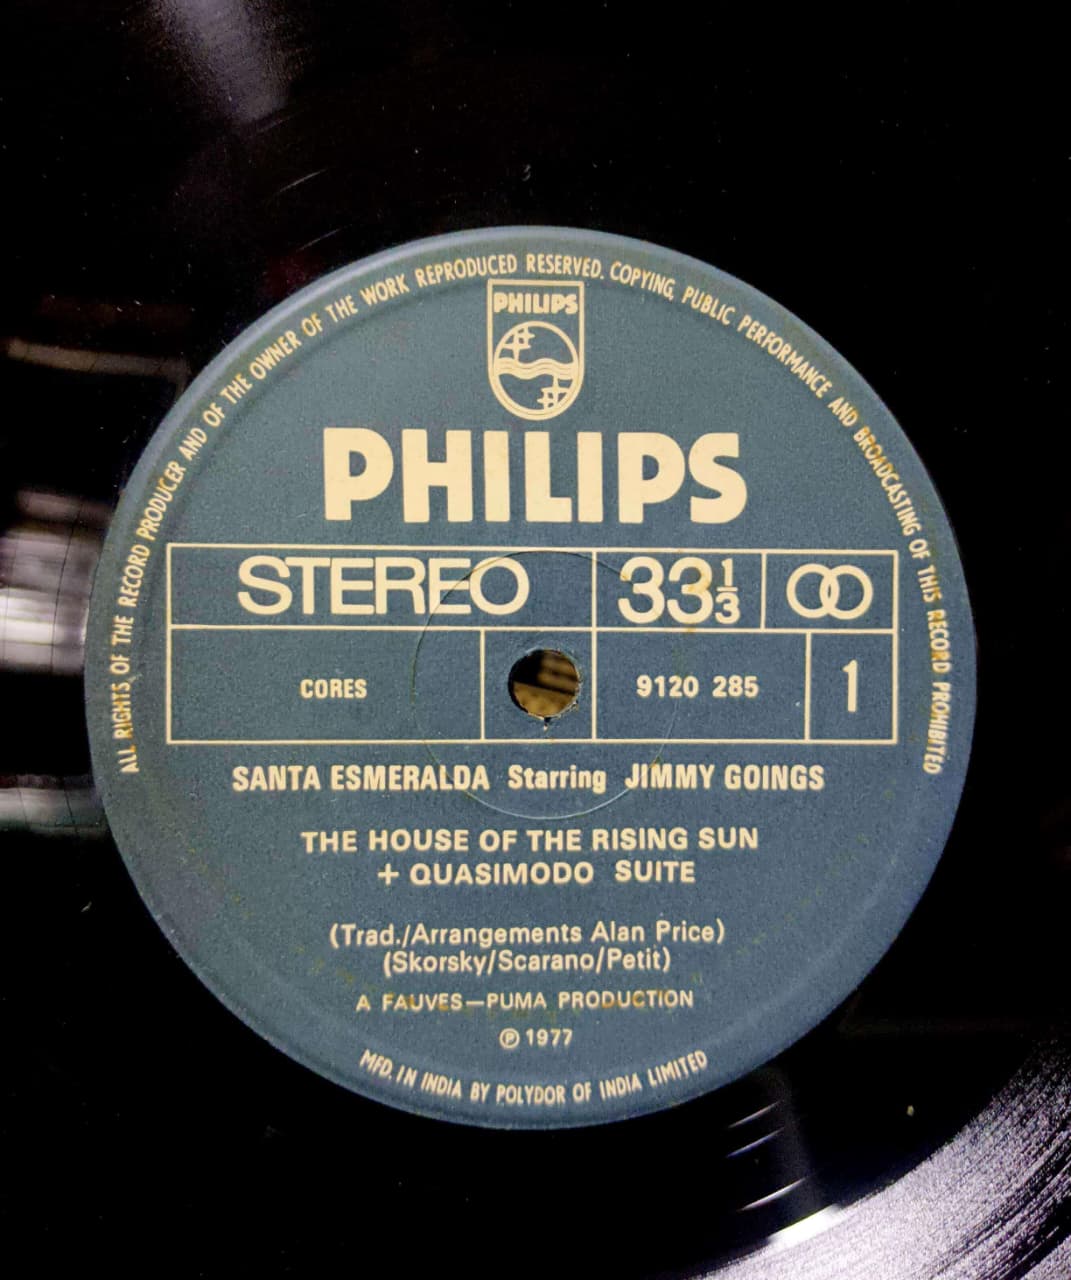 ALL RIGHTS OF THE RECORD PRODUCER AND OF THE OWNER OF THE WORK REPRODUCED RESERVED. COPYING, PUBLIC PERFORMANCE AND BROADCASTING OF THIS RECORD PROHIBITED
PHILIPS
PHILIPS
STEREO 33⅓
CORES 9120 285 1
SANTA ESMERALDA Starring JIMMY GOINGS
THE HOUSE OF THE RISING SUN
+ QUASIMODO SUITE
(Trad./Arrangements Alan Price)
(Skorsky/Scarano/Petit)
A FAUVES—PUMA PRODUCTION
℗ 1977
MFD. IN INDIA BY POLYDOR OF INDIA LIMITED